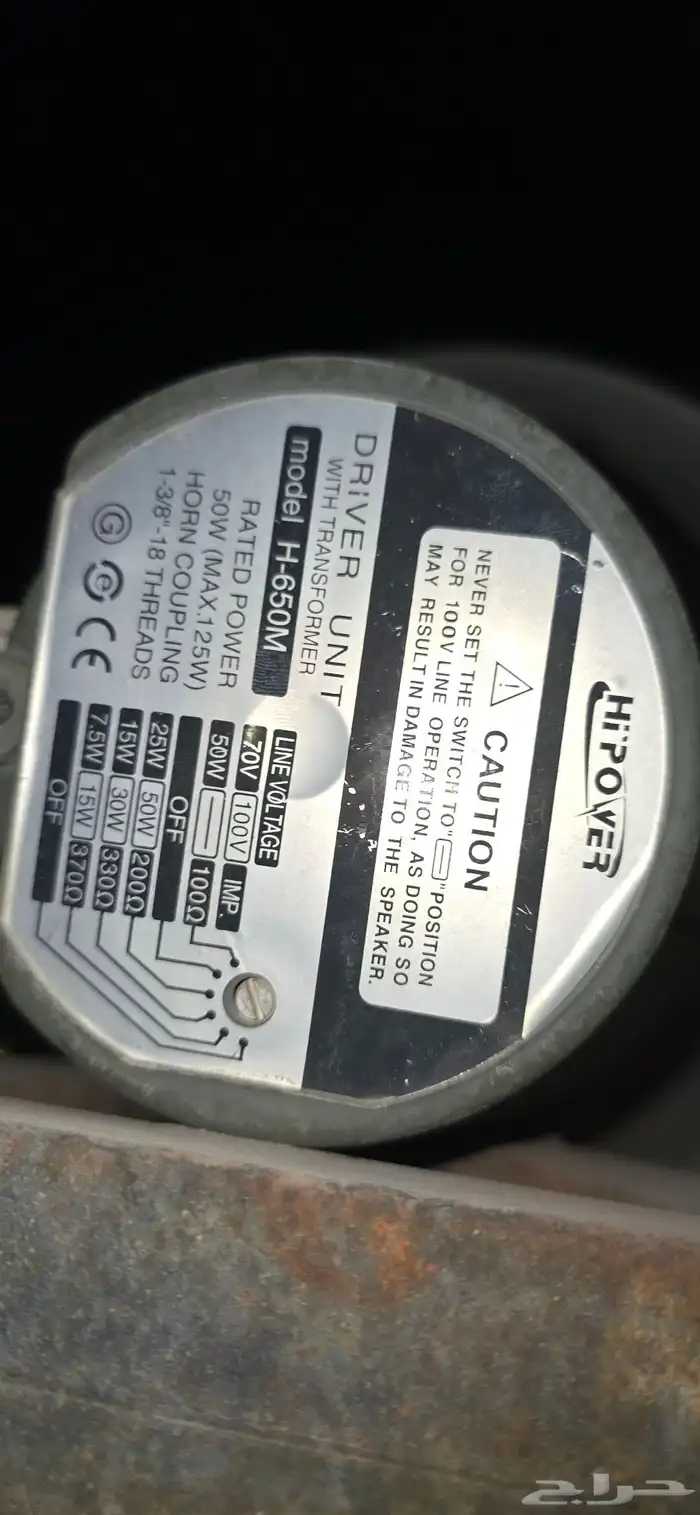 HiPOWER
CAUTION
NEVER SET THE SWITCH TO "▭" POSITION
FOR 100V LINE OPERATION, AS DOING SO
MAY RESULT IN DAMAGE TO THE SPEAKER.
DRIVER UNIT
WITH TRANSFORMER
model H-650M
RATED POWER
50W (MAX.125W)
HORN COUPLING
1-3/8"-18 THREADS
G e CE
LINE VOLTAGE
70V 100V IMP.
50W 100Ω
OFF
25W 50W 200Ω
15W 30W 330Ω
7.5W 15W 370Ω
OFF
حراج